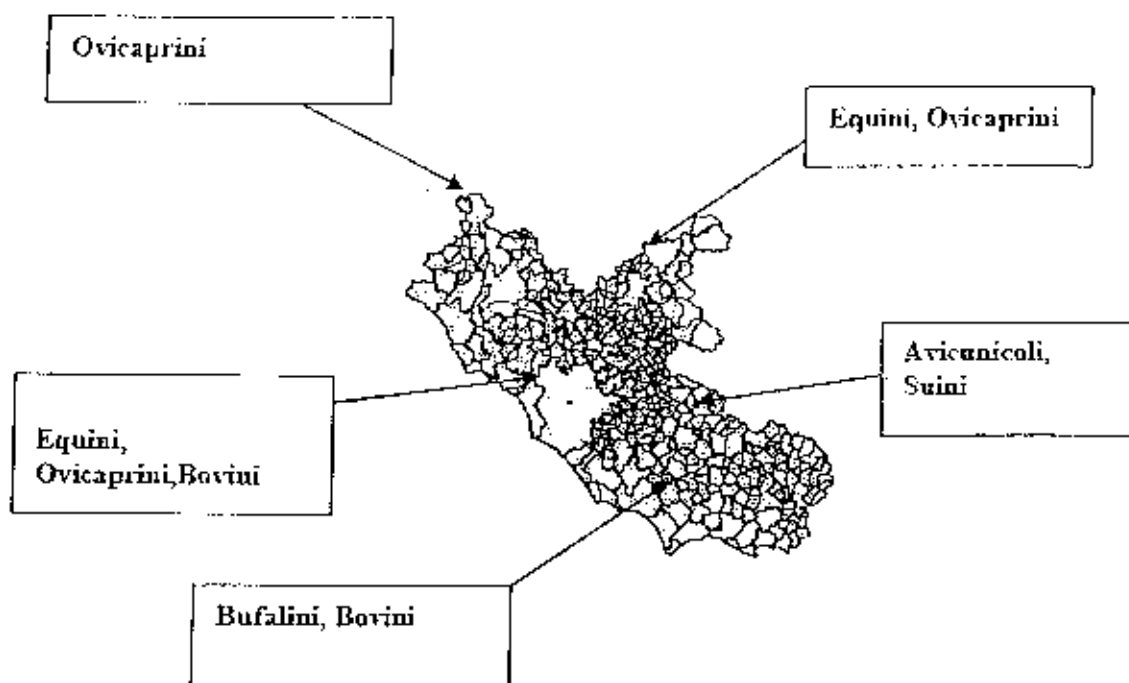 Ovicaprini
Equini, Ovicaprini
Avicunicoli,
Suini
Equini,
Ovicaprini,Bovini
Bufalini, Bovini